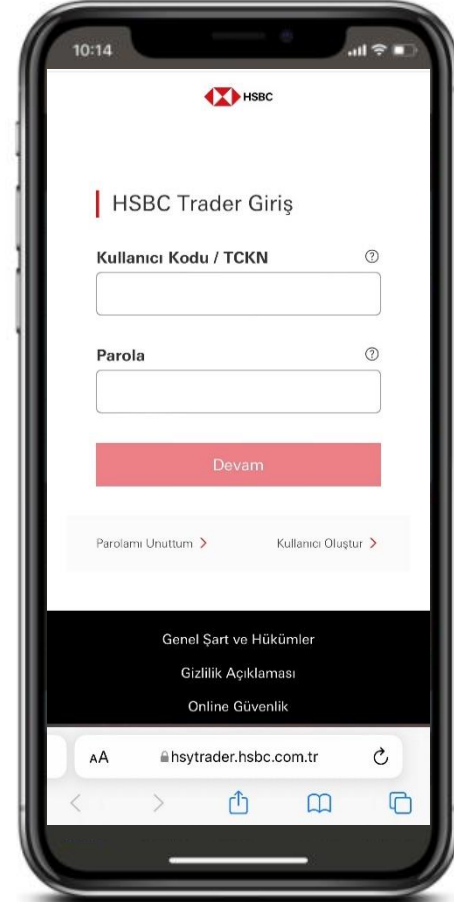 10:14
HSBC
HSBC Trader Giriş
Kullanıcı Kodu / TCKN
Parola
Devam
Parolamı Unuttum
Kullanıcı Oluştur
Genel Şart ve Hükümler
Gizlilik Açıklaması
Online Güvenlik
AA
hsytrader.hsbc.com.tr